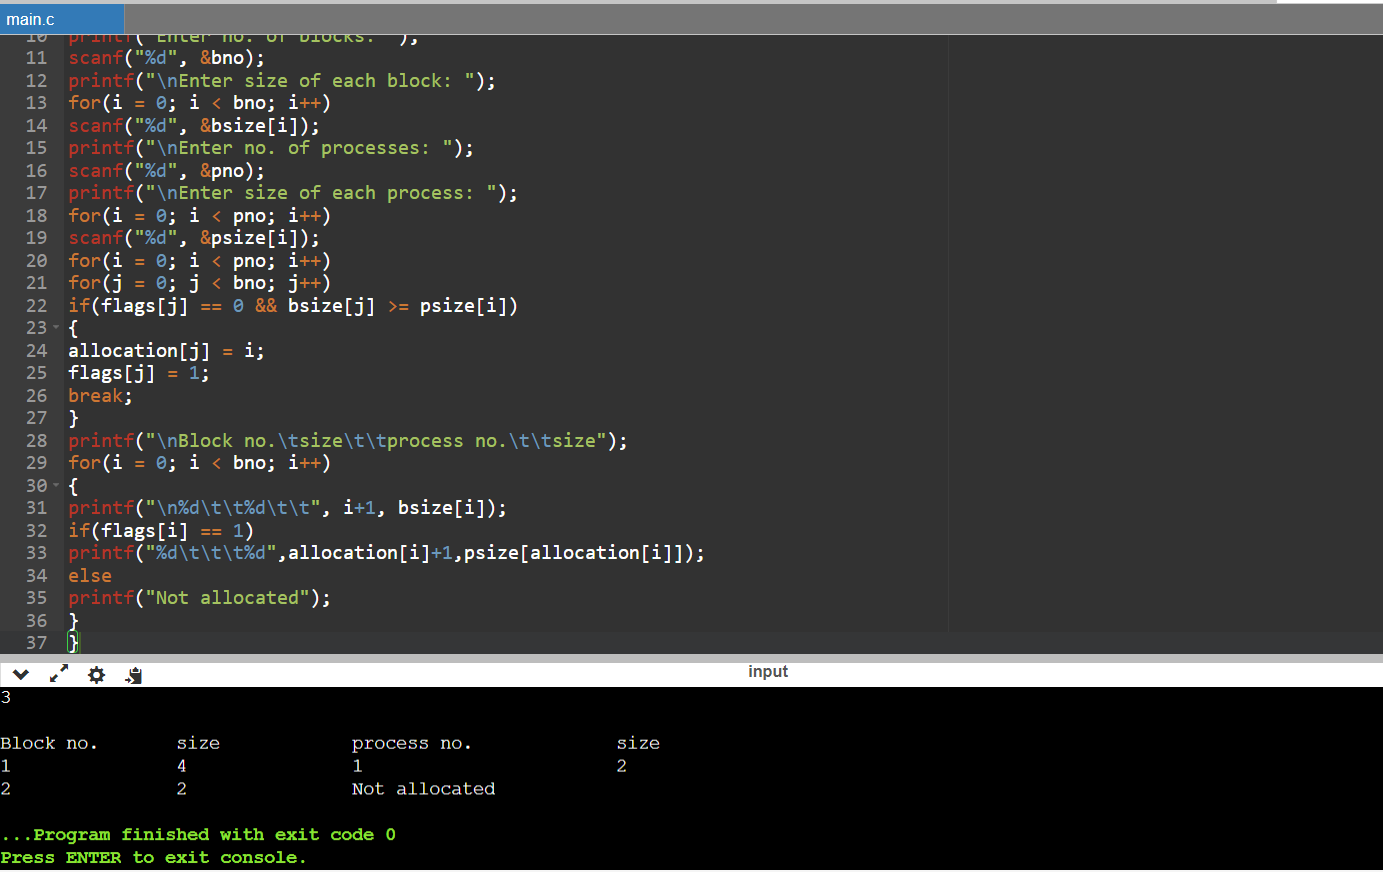 main.c
10 printf("Enter no. of blocks: ");
11 scanf("%d", &bno);
12 printf("\nEnter size of each block: ");
13 for(i = 0; i < bno; i++)
14 scanf("%d", &bsize[i]);
15 printf("\nEnter no. of processes: ");
16 scanf("%d", &pno);
17 printf("\nEnter size of each process: ");
18 for(i = 0; i < pno; i++)
19 scanf("%d", &psize[i]);
20 for(i = 0; i < pno; i++)
21 for(j = 0; j < bno; j++)
22 if(flags[j] == 0 && bsize[j] >= psize[i])
23 {
24 allocation[j] = i;
25 flags[j] = 1;
26 break;
27 }
28 printf("\nBlock no.\tsize\t\tprocess no.\t\tsize");
29 for(i = 0; i < bno; i++)
30 {
31 printf("\n%d\t\t%d\t\t", i+1, bsize[i]);
32 if(flags[i] == 1)
33 printf("%d\t\t\t%d",allocation[i]+1,psize[allocation[i]]);
34 else
35 printf("Not allocated");
36 }
37 }
input
3
Block no. size process no. size
1 4 1 2
2 2 Not allocated
...Program finished with exit code 0
Press ENTER to exit console.